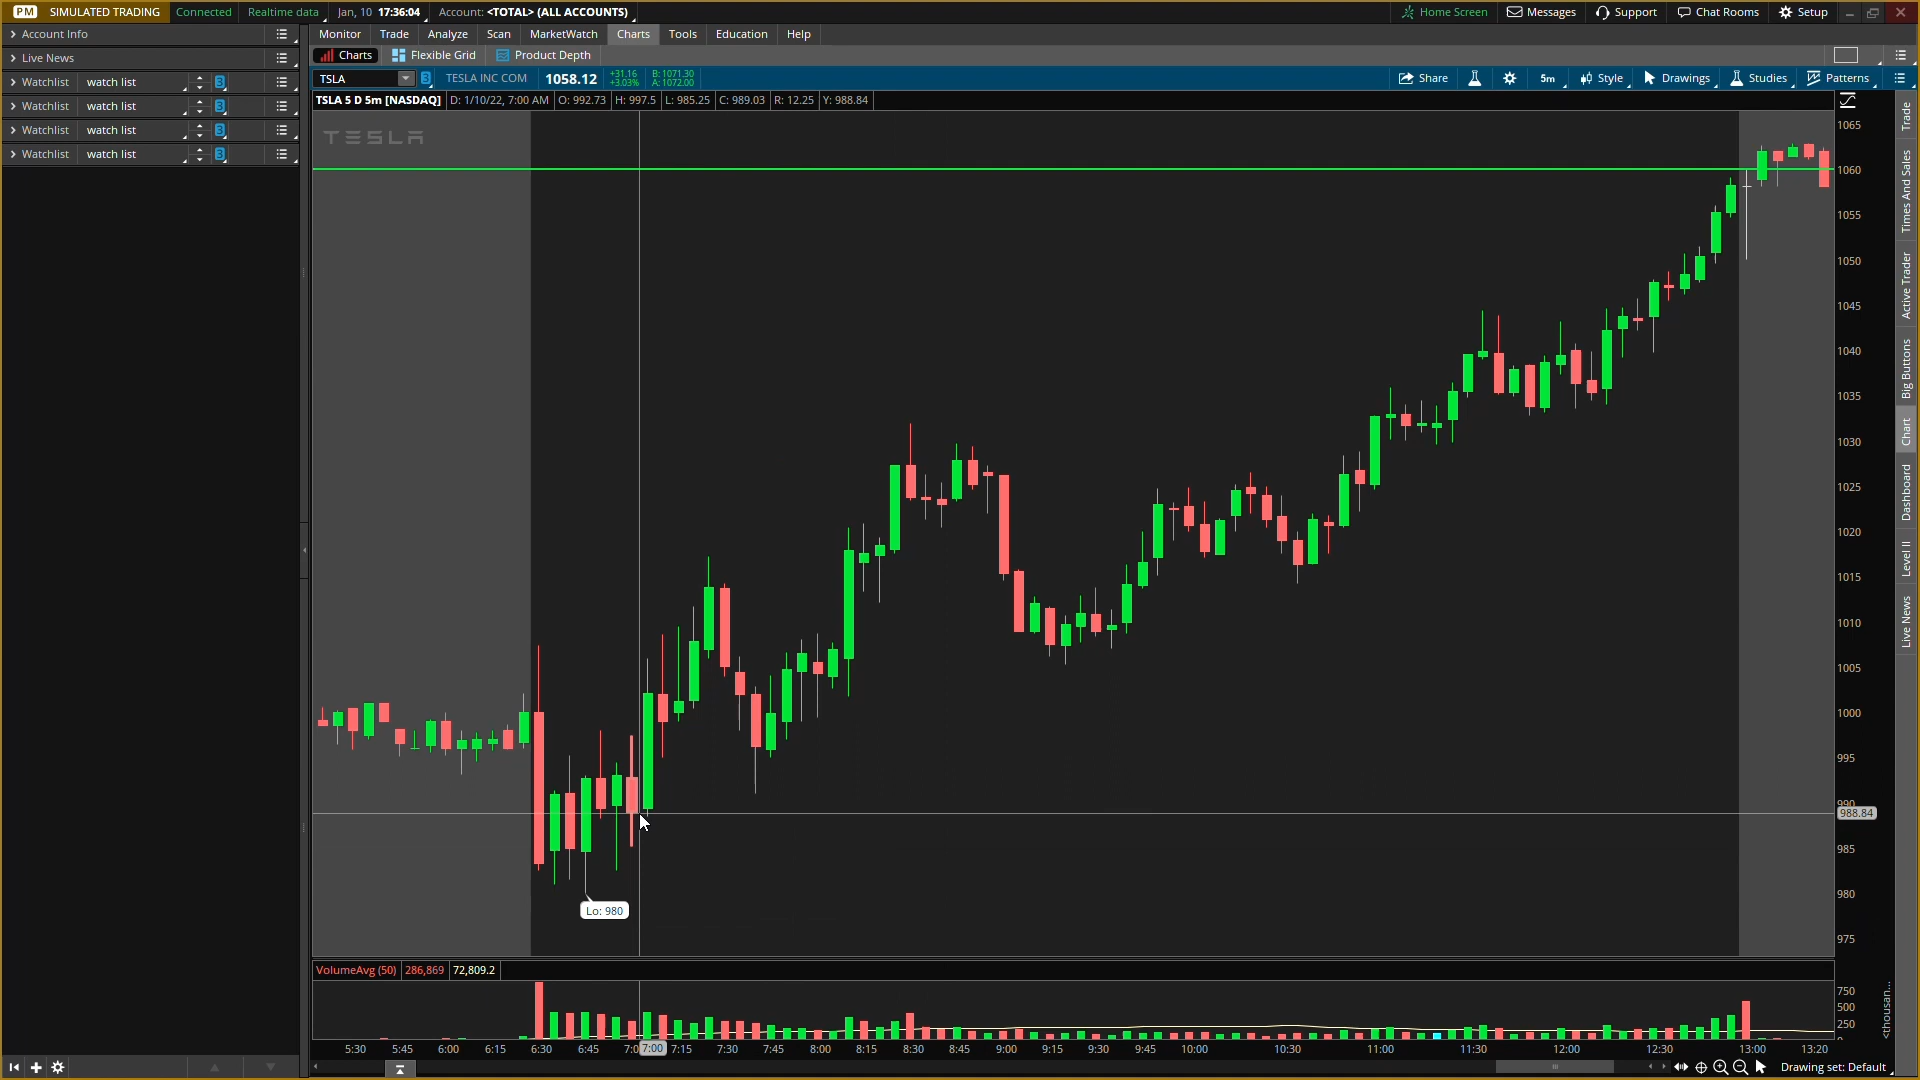 PM SIMULATED TRADING Connected Realtime data Jan, 10 17:36:04 Account: <TOTAL> (ALL ACCOUNTS) Home Screen Messages Support Chat Rooms Setup
Account Info
Live News
Watchlist watch list 3
Watchlist watch list 3
Watchlist watch list 3
Watchlist watch list 3
Monitor Trade Analyze Scan MarketWatch Charts Tools Education Help
Charts Flexible Grid Product Depth
TSLA 3 TESLA INC COM 1058.12 +31.16 +3.03% B: 1071.30 A: 1072.00 Share 5m Style Drawings Studies Patterns
TSLA 5 D 5m [NASDAQ] D: 1/10/22, 7:00 AM O: 992.73 H: 997.5 L: 985.25 C: 989.03 R: 12.25 Y: 988.84
TESLA
1065
1060
1055
1050
1045
1040
1035
1030
1025
1020
1015
1010
1005
1000
995
990
988.84
985
980
975
Lo: 980
VolumeAvg (50) 286,869 72,809.2
750
500
250
<thousan...
5:30 5:45 6:00 6:15 6:30 6:45 7:0 7:00 7:15 7:30 7:45 8:00 8:15 8:30 8:45 9:00 9:15 9:30 9:45 10:00 10:30 11:00 11:30 12:00 12:30 13:00 13:20
Drawing set: Default
Trade
Times And Sales
Active Trader
Big Buttons
Chart
Dashboard
Level II
Live News